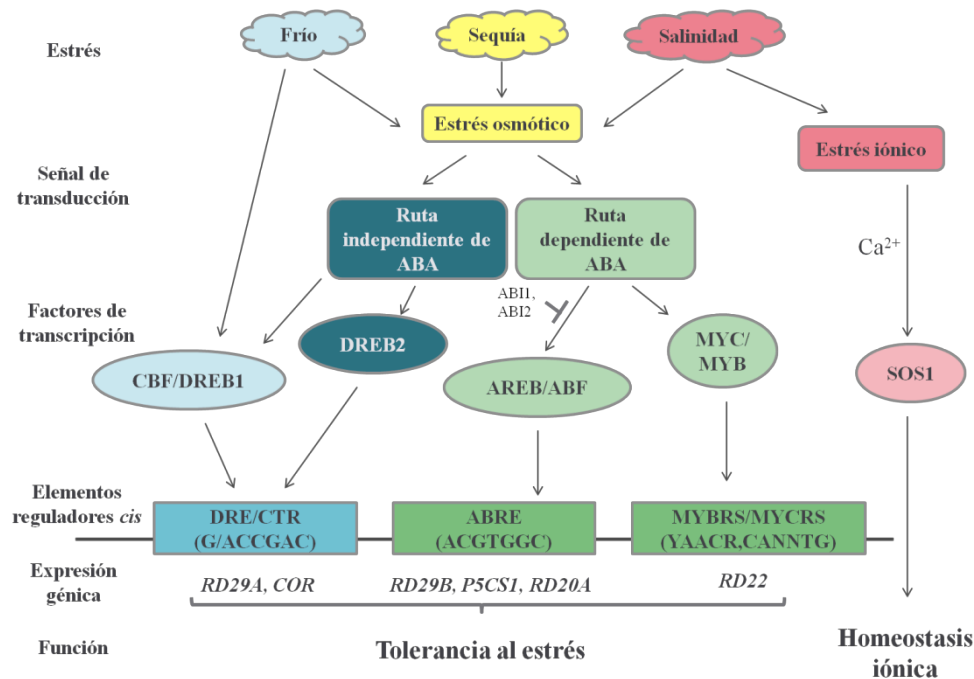 Estrés
Frío
Sequía
Salinidad
Estrés osmótico
Estrés iónico
Señal de
transducción
Ruta
independiente de
ABA
Ruta
dependiente de
ABA
Ca²⁺
Factores de
transcripción
ABI1,
ABI2
CBF/DREB1
DREB2
AREB/ABF
MYC/
MYB
SOS1
Elementos
reguladores cis
DRE/CTR
(G/ACCGAC)
ABRE
(ACGTGGC)
MYBRS/MYCRS
(YAACR,CANNTG)
Expresión
génica
RD29A, COR
RD29B, P5CS1, RD20A
RD22
Función
Tolerancia al estrés
Homeostasis
iónica